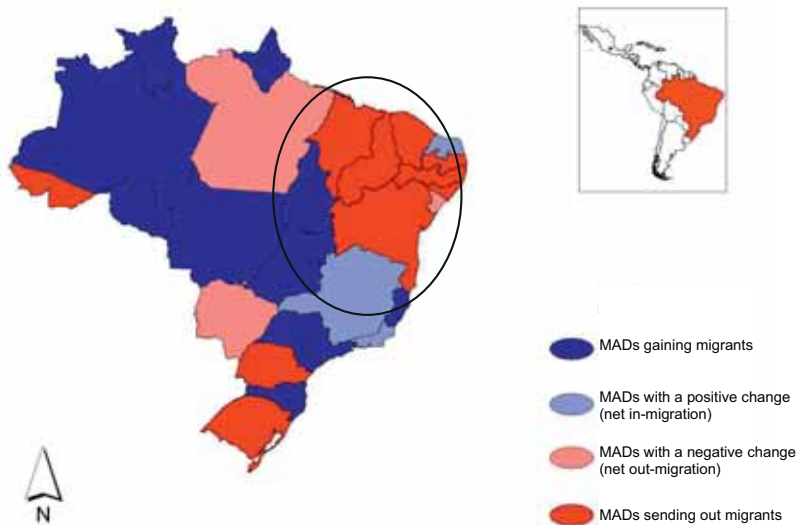 MADs gaining migrants
MADs with a positive change
(net in-migration)
MADs with a negative change
(net out-migration)
MADs sending out migrants
N